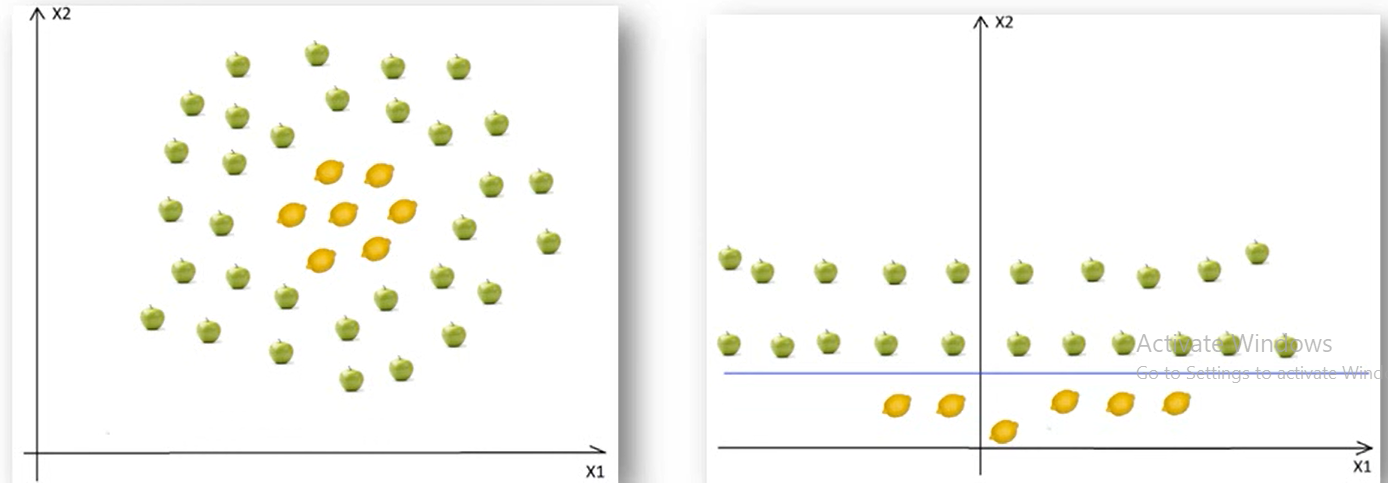 X2
X1
X2
Activate Windows
Go to Settings to activate Wind
X1